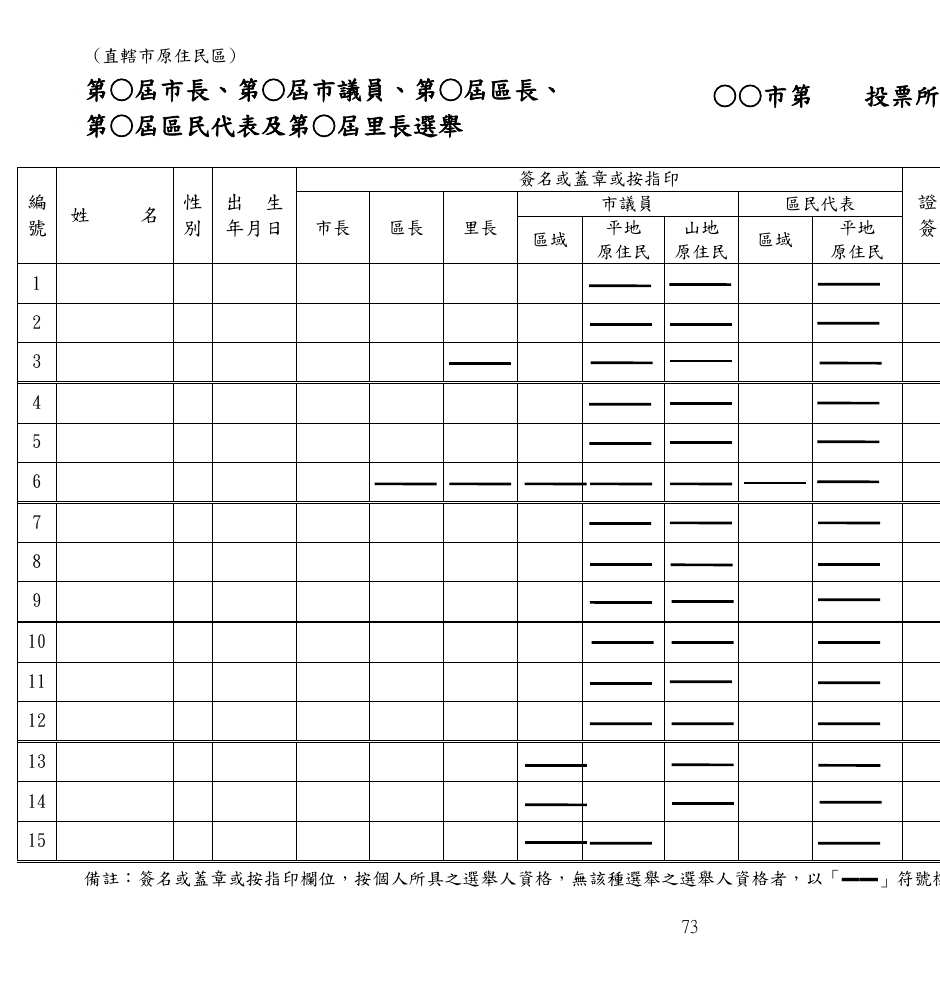 （直轄市原住民區）
第○屆市長、第○屆市議員、第○屆區長、
第○屆區民代表及第○屆里長選舉
○○市第　　投票所
簽名或蓋章或按指印
編號 姓名 性別 出生年月日 市長 區長 里長 市議員 區民代表 證簽
區域 平地原住民 山地原住民 區域 平地原住民
1 —— —— ——
2 —— —— ——
3 —— —— —— ——
4 —— —— ——
5 —— —— ——
6 —— —— —— —— —— —— ——
7 —— —— ——
8 —— —— ——
9 —— —— ——
10 —— —— ——
11 —— —— ——
12 —— —— ——
13 —— —— ——
14 —— —— ——
15 —— —— ——
備註：簽名或蓋章或按指印欄位，按個人所具之選舉人資格，無該種選舉之選舉人資格者，以「——」符號
73